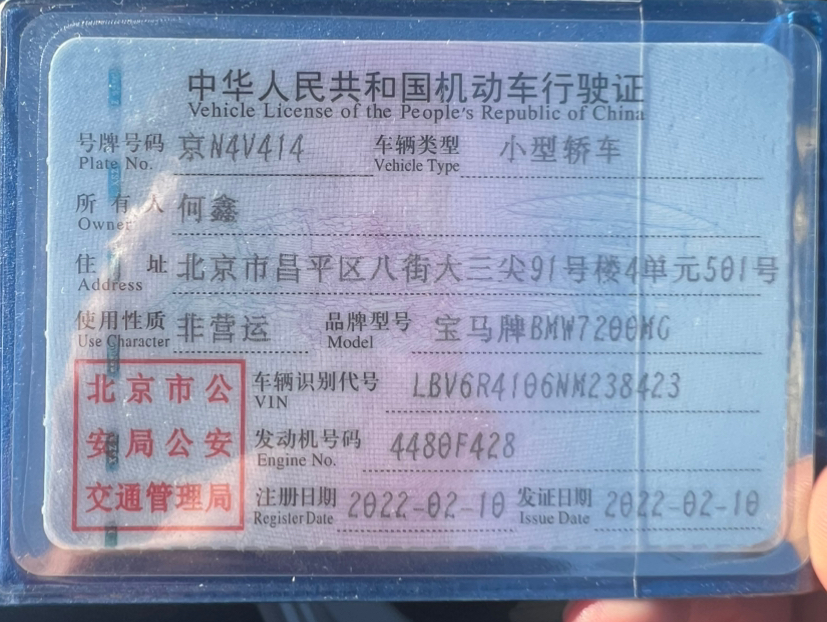 中华人民共和国机动车行驶证
Vehicle License of the People's Republic of China
号牌号码 京N4V414 车辆类型 小型轿车
Plate No. Vehicle Type
所有人 何鑫
Owner
住址 北京市昌平区八街大三尖91号楼4单元501号
Address
使用性质 非营运 品牌型号 宝马牌BMW7200MG
Use Character Model
北京市公
安局公安
交通管理局
车辆识别代号 LBV6R4106NM238423
VIN
发动机号码 4480F428
Engine No.
注册日期 2022-02-10 发证日期 2022-02-10
Register Date Issue Date